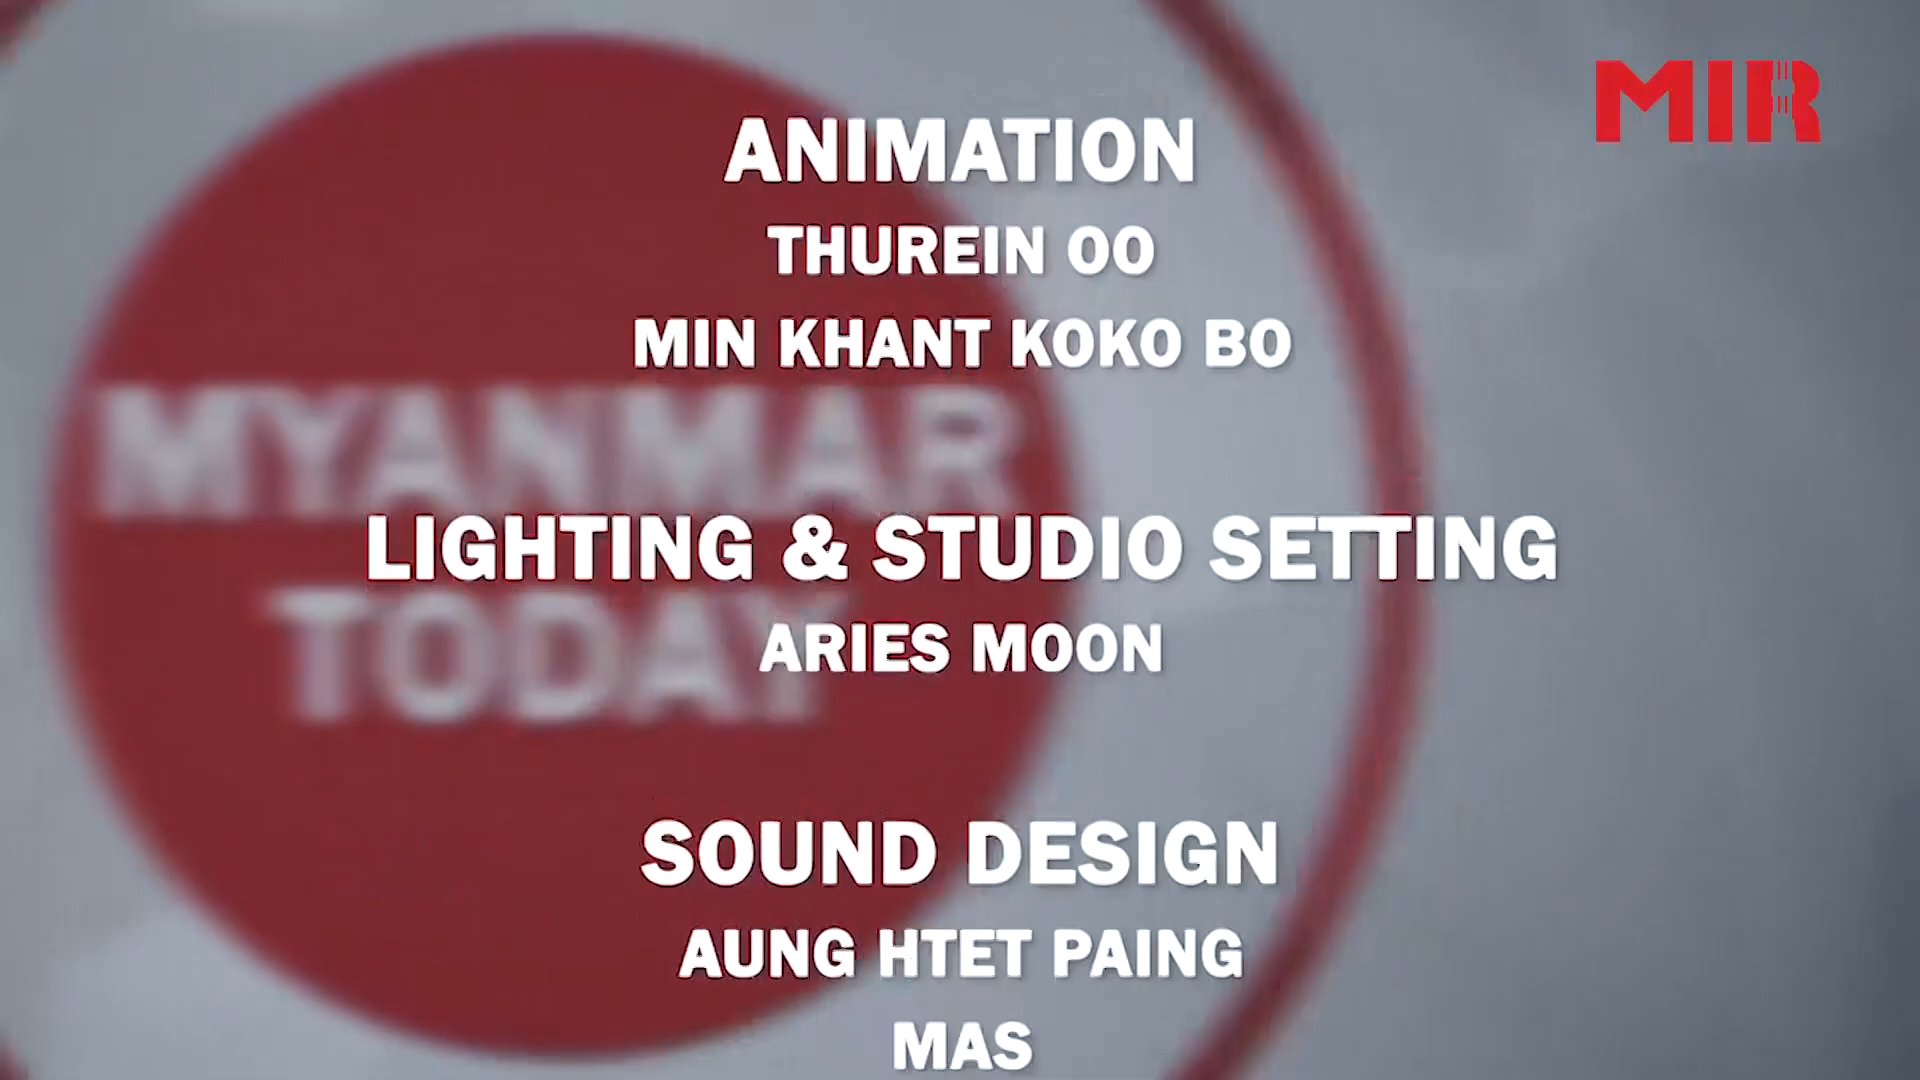 MIR
ANIMATION
THUREIN OO
MIN KHANT KOKO BO
MYANMAR
TODAY
LIGHTING & STUDIO SETTING
ARIES MOON
SOUND DESIGN
AUNG HTET PAING
MAS